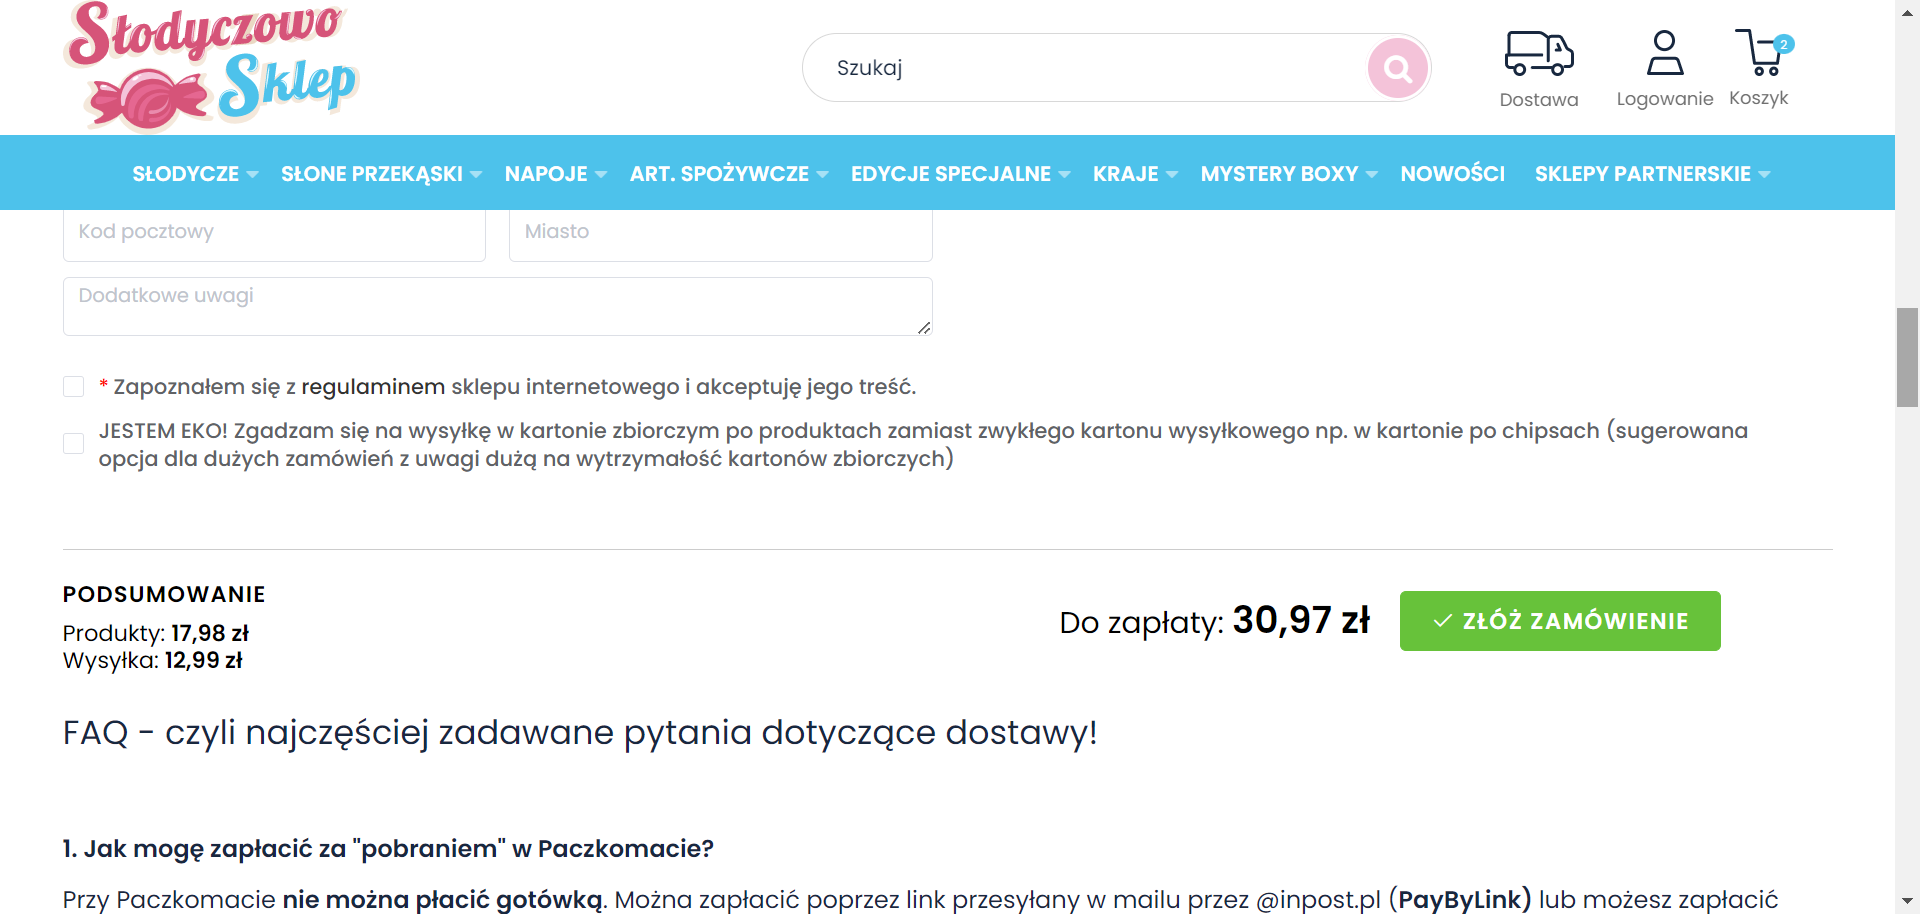 Słodyczowo
Sklep
Szukaj
Dostawa
Logowanie
2
Koszyk
SŁODYCZE
SŁONE PRZEKĄSKI
NAPOJE
ART. SPOŻYWCZE
EDYCJE SPECJALNE
KRAJE
MYSTERY BOXY
NOWOŚCI
SKLEPY PARTNERSKIE
Kod pocztowy
Miasto
Dodatkowe uwagi
* Zapoznałem się z regulaminem sklepu internetowego i akceptuję jego treść.
JESTEM EKO! Zgadzam się na wysyłkę w kartonie zbiorczym po produktach zamiast zwykłego kartonu wysyłkowego np. w kartonie po chipsach (sugerowana
opcja dla dużych zamówień z uwagi dużą na wytrzymałość kartonów zbiorczych)
PODSUMOWANIE
Produkty: 17,98 zł
Wysyłka: 12,99 zł
Do zapłaty: 30,97 zł
ZŁÓŻ ZAMÓWIENIE
FAQ - czyli najczęściej zadawane pytania dotyczące dostawy!
1. Jak mogę zapłacić za "pobraniem" w Paczkomacie?
Przy Paczkomacie nie można płacić gotówką. Można zapłacić poprzez link przesyłany w mailu przez @inpost.pl (PayByLink) lub możesz zapłacić